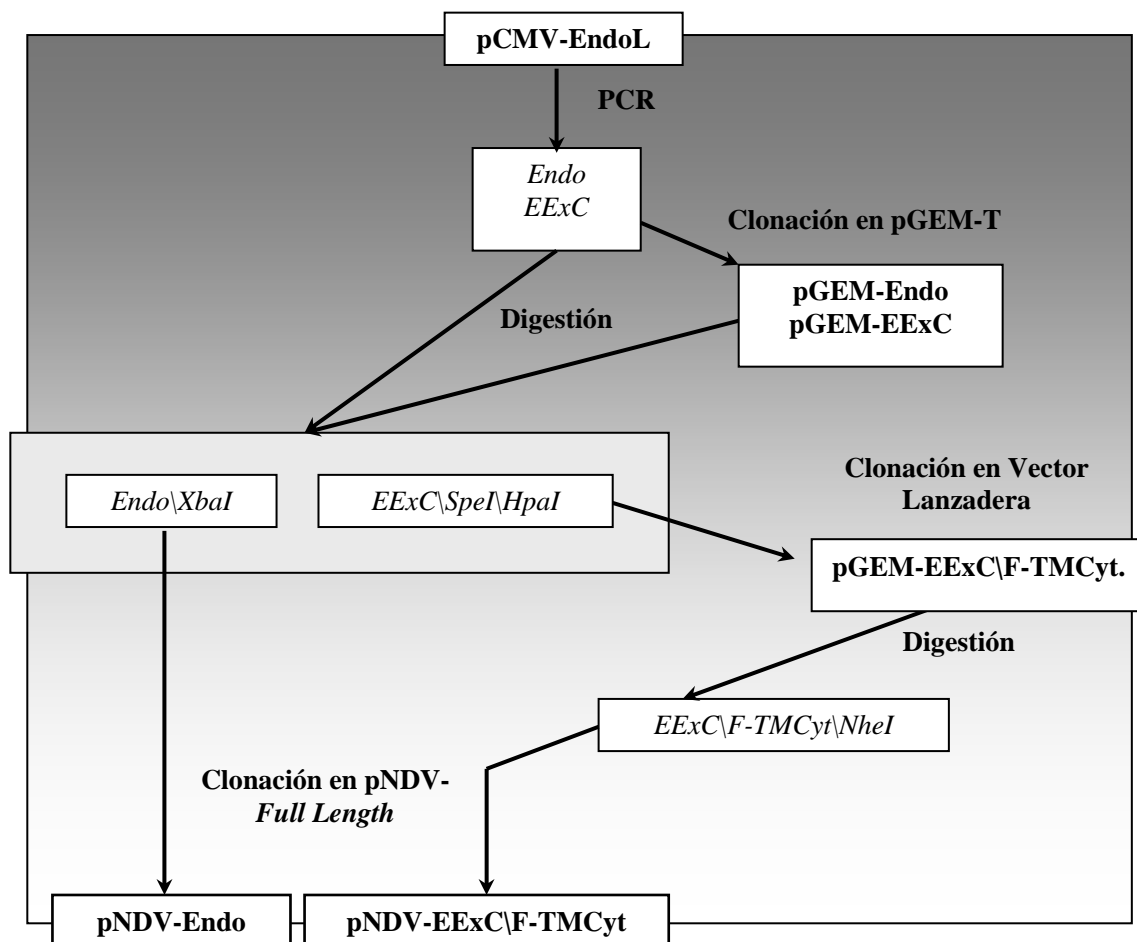 pCMV-EndoL
PCR
Endo
EExC
Clonación en pGEM-T
pGEM-Endo
pGEM-EExC
Digestión
Endo\XbaI
EExC\SpeI\HpaI
Clonación en Vector
Lanzadera
pGEM-EExC\F-TMCyt.
Digestión
EExC\F-TMCyt\NheI
Clonación en pNDV-
Full Length
pNDV-Endo
pNDV-EExC\F-TMCyt